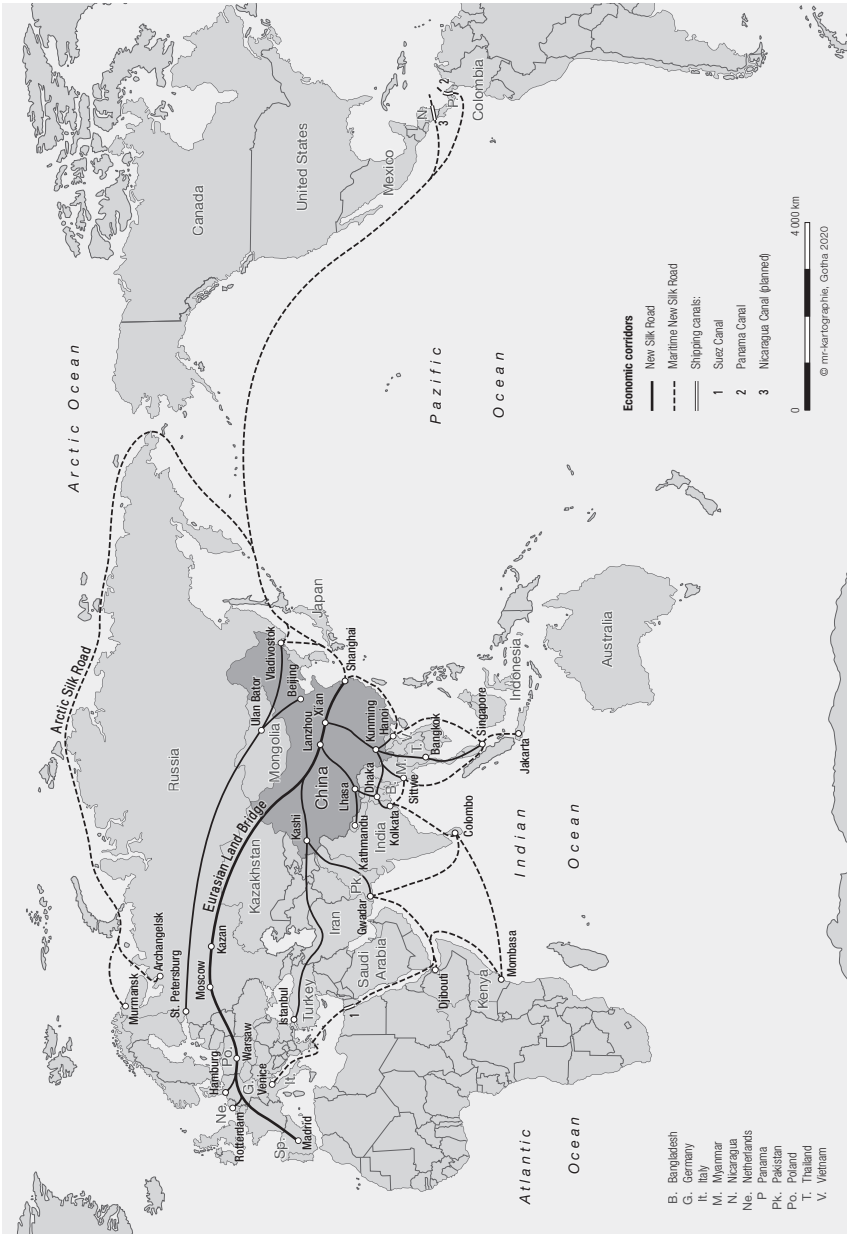 Arctic Ocean
Arctic Silk Road
Canada
Russia
United States
Murmansk
Archangelsk
St. Petersburg
Moscow
Kazan
Eurasian Land Bridge
Kazakhstan
Mongolia
Ulan Bator
Vladivostok
Beijing
Japan
Mexico
N.
3
P.
2
Colombia
Hamburg
Po.
Warsaw
Ne.
Rotterdam
G.
Venice
It.
Sp.
Madrid
Istanbul
Turkey
1
Iran
Saudi
Arabia
Kashi
China
Lanzhou
Xi'an
Shanghai
Lhasa
Kathmandu
Pk.
Gwadar
India
Dhaka
B.
Kolkata
Kunming
Hanoi
M.
Sittwe
V.
T.
Bangkok
Pazific
Ocean
Djibouti
Kenya
Mombasa
Colombo
Singapore
Indonesia
Jakarta
Atlantic
Ocean
Indian
Ocean
Australia
B. Bangladesh
G. Germany
It. Italy
M. Myanmar
N. Nicaragua
Ne. Netherlands
P Panama
Pk. Pakistan
Po. Poland
T. Thailand
V. Vietnam
Economic corridors
New Silk Road
Maritime New Silk Road
Shipping canals:
1 Suez Canal
2 Panama Canal
3 Nicaragua Canal (planned)
0 4 000 km
© mr-kartographie, Gotha 2020